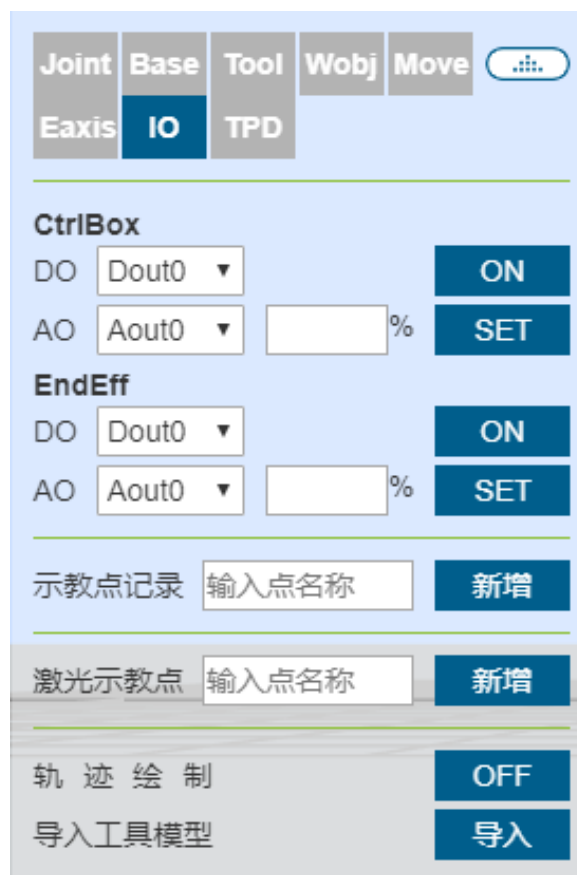 Joint Base Tool Wobj Move
Eaxis IO TPD
CtrlBox
DO Dout0 ON
AO Aout0 % SET
EndEff
DO Dout0 ON
AO Aout0 % SET
示教点记录 输入点名称 新增
激光示教点 输入点名称 新增
轨 迹 绘 制 OFF
导入工具模型 导入